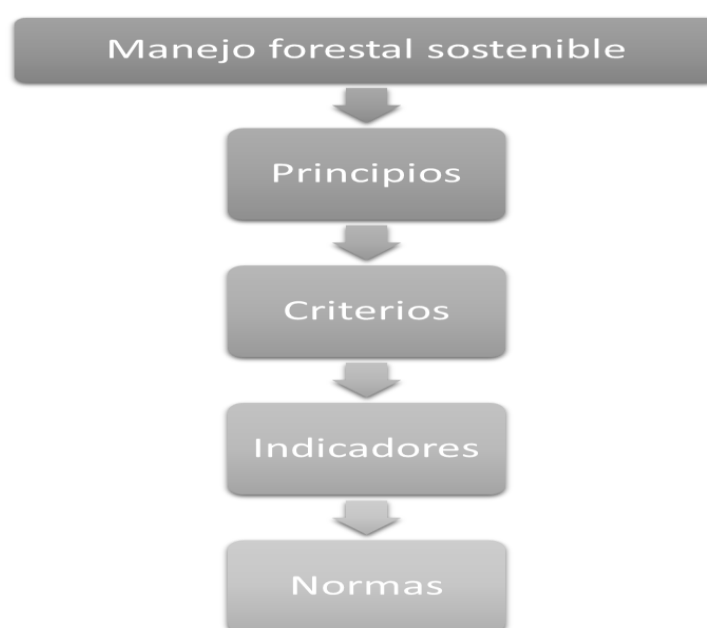 Manejo forestal sostenible
Principios
Criterios
Indicadores
Normas